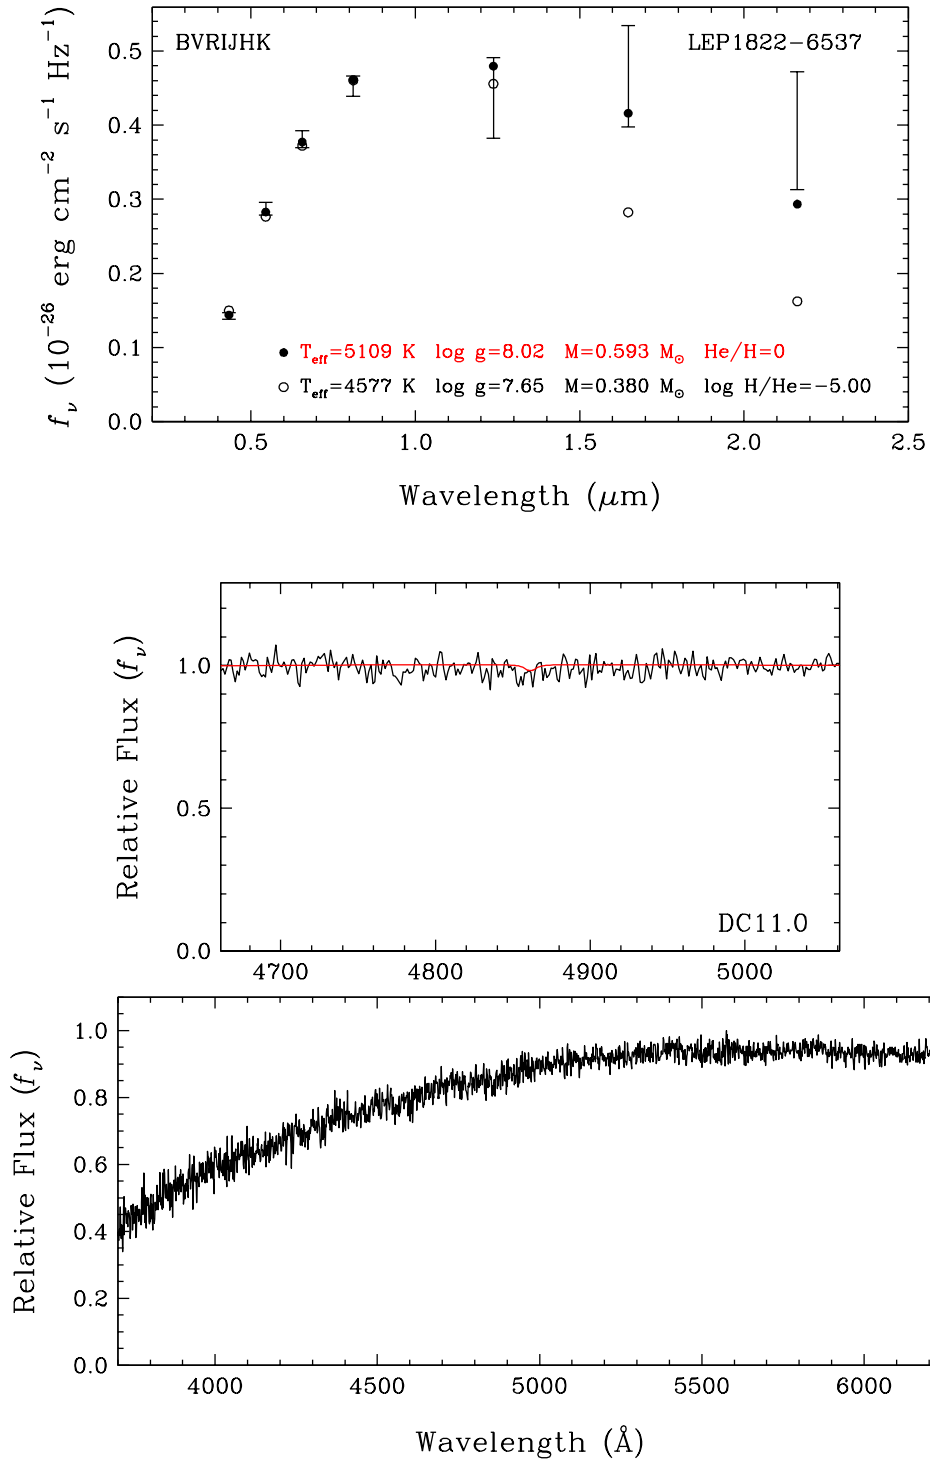 BVRIJHK LEP1822−6537
f_ν (10⁻²⁶ erg cm⁻² s⁻¹ Hz⁻¹)
0.5
0.4
0.3
0.2
0.1
0.0
● T_eff=5109 K log g=8.02 M=0.593 M_⊙ He/H=0
○ T_eff=4577 K log g=7.65 M=0.380 M_⊙ log H/He=−5.00
0.5 1.0 1.5 2.0 2.5
Wavelength (μm)
Relative Flux (f_ν)
1.0
0.5
0.0
DC11.0
4700 4800 4900 5000
Relative Flux (f_ν)
1.0
0.8
0.6
0.4
0.2
0.0
4000 4500 5000 5500 6000
Wavelength (Å)